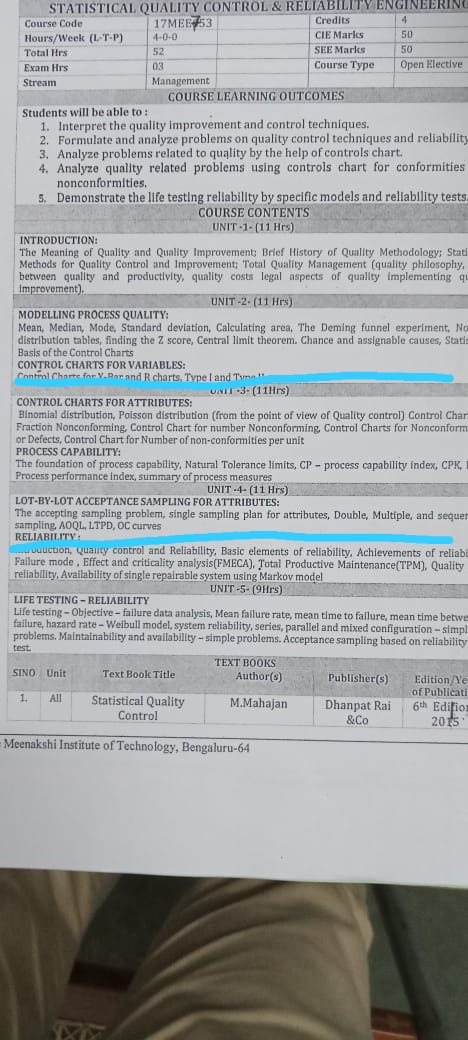 STATISTICAL QUALITY CONTROL & RELIABILITY ENGINEERING
Course Code 17MEE753 Credits 4
Hours/Week (L-T-P) 4-0-0 CIE Marks 50
Total Hrs 52 SEE Marks 50
Exam Hrs 03 Course Type Open Elective
Stream Management
COURSE LEARNING OUTCOMES
Students will be able to :
1. Interpret the quality improvement and control techniques.
2. Formulate and analyze problems on quality control techniques and reliability
3. Analyze problems related to quality by the help of controls chart.
4. Analyze quality related problems using controls chart for conformities
nonconformities.
5. Demonstrate the life testing reliability by specific models and reliability tests.
COURSE CONTENTS
UNIT -1- (11 Hrs)
INTRODUCTION:
The Meaning of Quality and Quality Improvement; Brief History of Quality Methodology; Stati
Methods for Quality Control and Improvement; Total Quality Management (quality philosophy,
between quality and productivity, quality costs legal aspects of quality implementing qu
improvement).
UNIT -2- (11 Hrs)
MODELLING PROCESS QUALITY:
Mean, Median, Mode, Standard deviation, Calculating area, The Deming funnel experiment, No
distribution tables, finding the Z score, Central limit theorem. Chance and assignable causes, Stati
Basis of the Control Charts
CONTROL CHARTS FOR VARIABLES:
Control Charts for X-Bar and R charts, Type I and
UNIT -3- (11Hrs)
CONTROL CHARTS FOR ATTRIBUTES:
Binomial distribution, Poisson distribution (from the point of view of Quality control) Control Char
Fraction Nonconforming, Control Chart for number Nonconforming, Control Charts for Nonconform
or Defects, Control Chart for Number of non-conformities per unit
PROCESS CAPABILITY:
The foundation of process capability, Natural Tolerance limits, CP – process capability index, CPK,
Process performance index, summary of process measures
UNIT -4- (11 Hrs)
LOT-BY-LOT ACCEPTANCE SAMPLING FOR ATTRIBUTES:
The accepting sampling problem, single sampling plan for attributes, Double, Multiple, and sequen
sampling, AOQL, LTPD, OC curves
RELIABILITY:
Quality control and Reliability, Basic elements of reliability, Achievements of reliabi
Failure mode , Effect and criticality analysis(FMECA), Total Productive Maintenance(TPM), Quality
reliability, Availability of single repairable system using Markov model
UNIT -5- (9Hrs)
LIFE TESTING – RELIABILITY
Life testing – Objective – failure data analysis, Mean failure rate, mean time to failure, mean time betwe
failure, hazard rate – Weibull model, system reliability, series, parallel and mixed configuration – simpl
problems. Maintainability and availability – simple problems. Acceptance sampling based on reliability
test.
TEXT BOOKS
SINO Unit Text Book Title Author(s) Publisher(s) Edition/Ye
of Publicati
1. All Statistical Quality M.Mahajan Dhanpat Rai 6th Edition
Control &Co 2015
Meenakshi Institute of Technology, Bengaluru-64